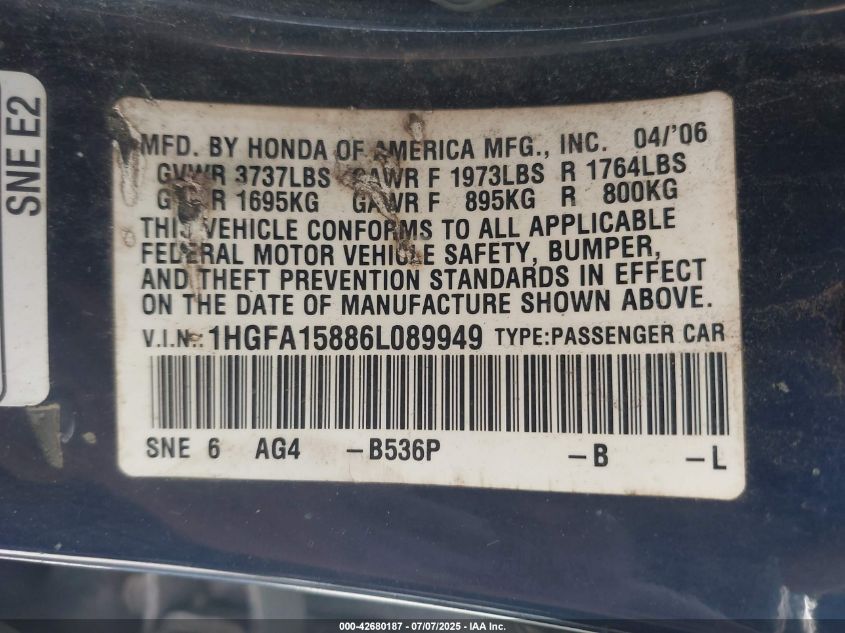 SNE E2
MFD. BY HONDA OF AMERICA MFG., INC. 04/'06
GVWR 3737LBS GAWR F 1973LBS R 1764LBS
R 1695KG GAWR F 895KG R 800KG
THIS VEHICLE CONFORMS TO ALL APPLICABLE
FEDERAL MOTOR VEHICLE SAFETY, BUMPER,
AND THEFT PREVENTION STANDARDS IN EFFECT
ON THE DATE OF MANUFACTURE SHOWN ABOVE.
V.I.N.: 1HGFA15886L089949 TYPE:PASSENGER CAR
SNE 6 AG4 -B536P -B -L
000-42680187 - 07/07/2025 - IAA Inc.